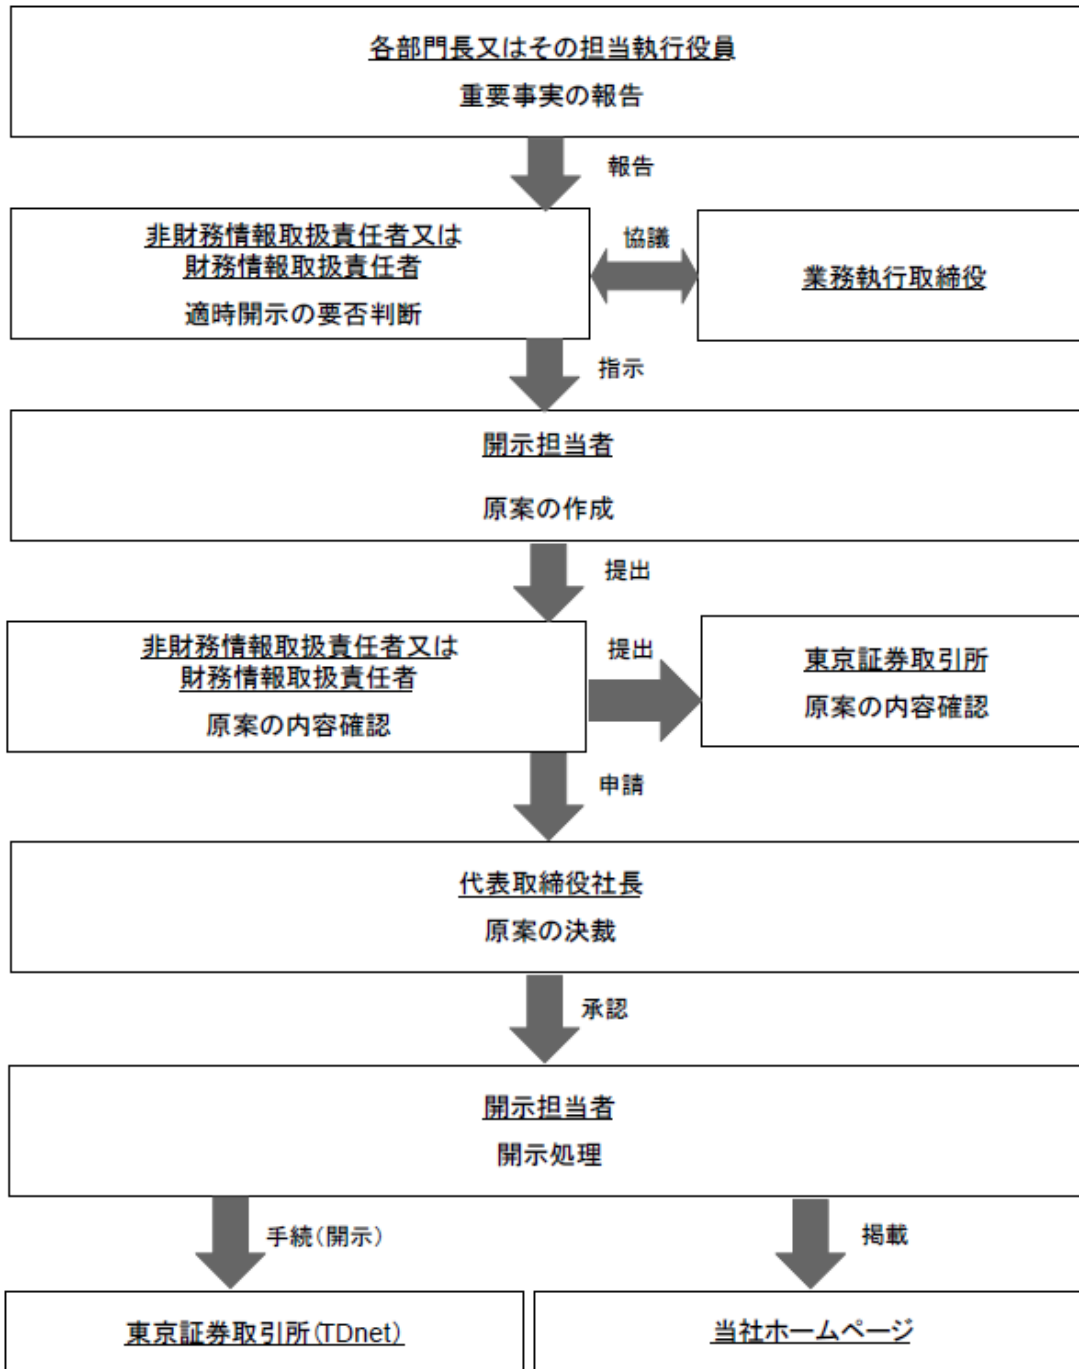 各部門長又はその担当執行役員
重要事実の報告
報告
非財務情報取扱責任者又は
財務情報取扱責任者
適時開示の要否判断
協議
業務執行取締役
指示
開示担当者
原案の作成
提出
非財務情報取扱責任者又は
財務情報取扱責任者
原案の内容確認
提出
東京証券取引所
原案の内容確認
申請
代表取締役社長
原案の決裁
承認
開示担当者
開示処理
手続(開示)
掲載
東京証券取引所(TDnet)
当社ホームページ